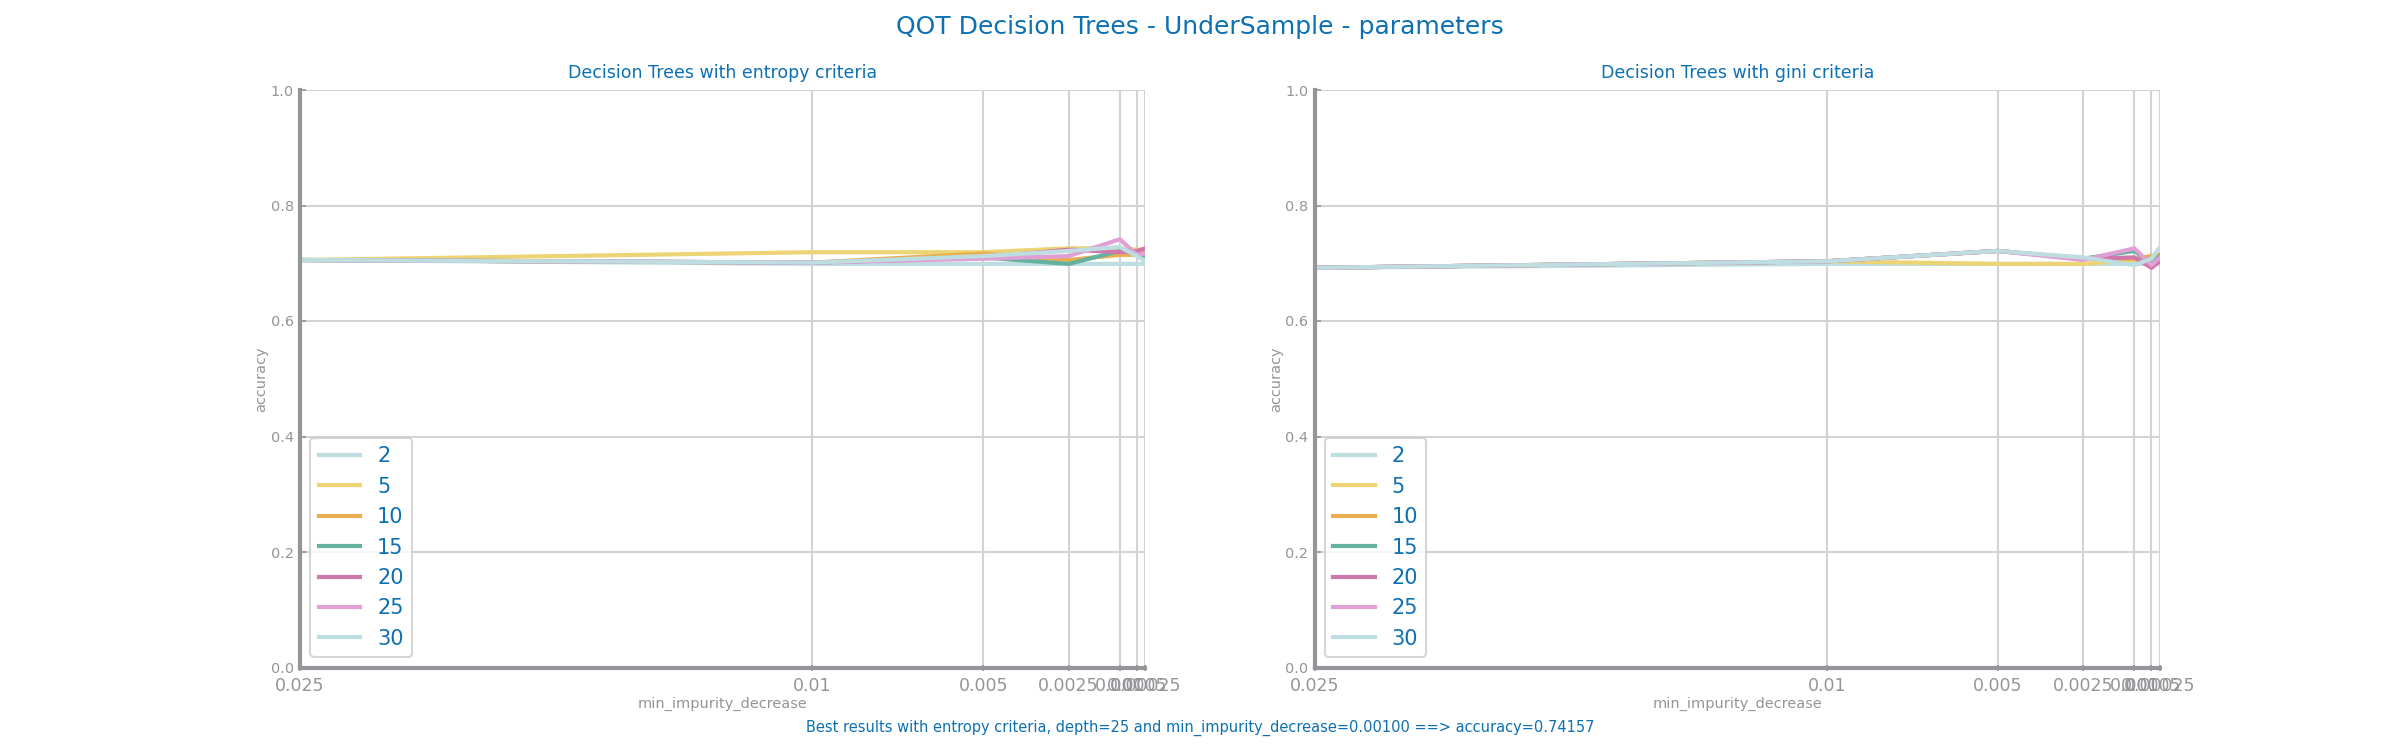 QOT Decision Trees - UnderSample - parameters
Decision Trees with entropy criteria
1.0
0.8
0.6
0.4
0.2
0.0
accuracy
2
5
10
15
20
25
30
0.025 0.01 0.005 0.0025
min_impurity_decrease
Decision Trees with gini criteria
1.0
0.8
0.6
0.4
0.2
0.0
accuracy
2
5
10
15
20
25
30
0.025 0.01 0.005 0.0025
min_impurity_decrease
Best results with entropy criteria, depth=25 and min_impurity_decrease=0.00100 ==> accuracy=0.74157